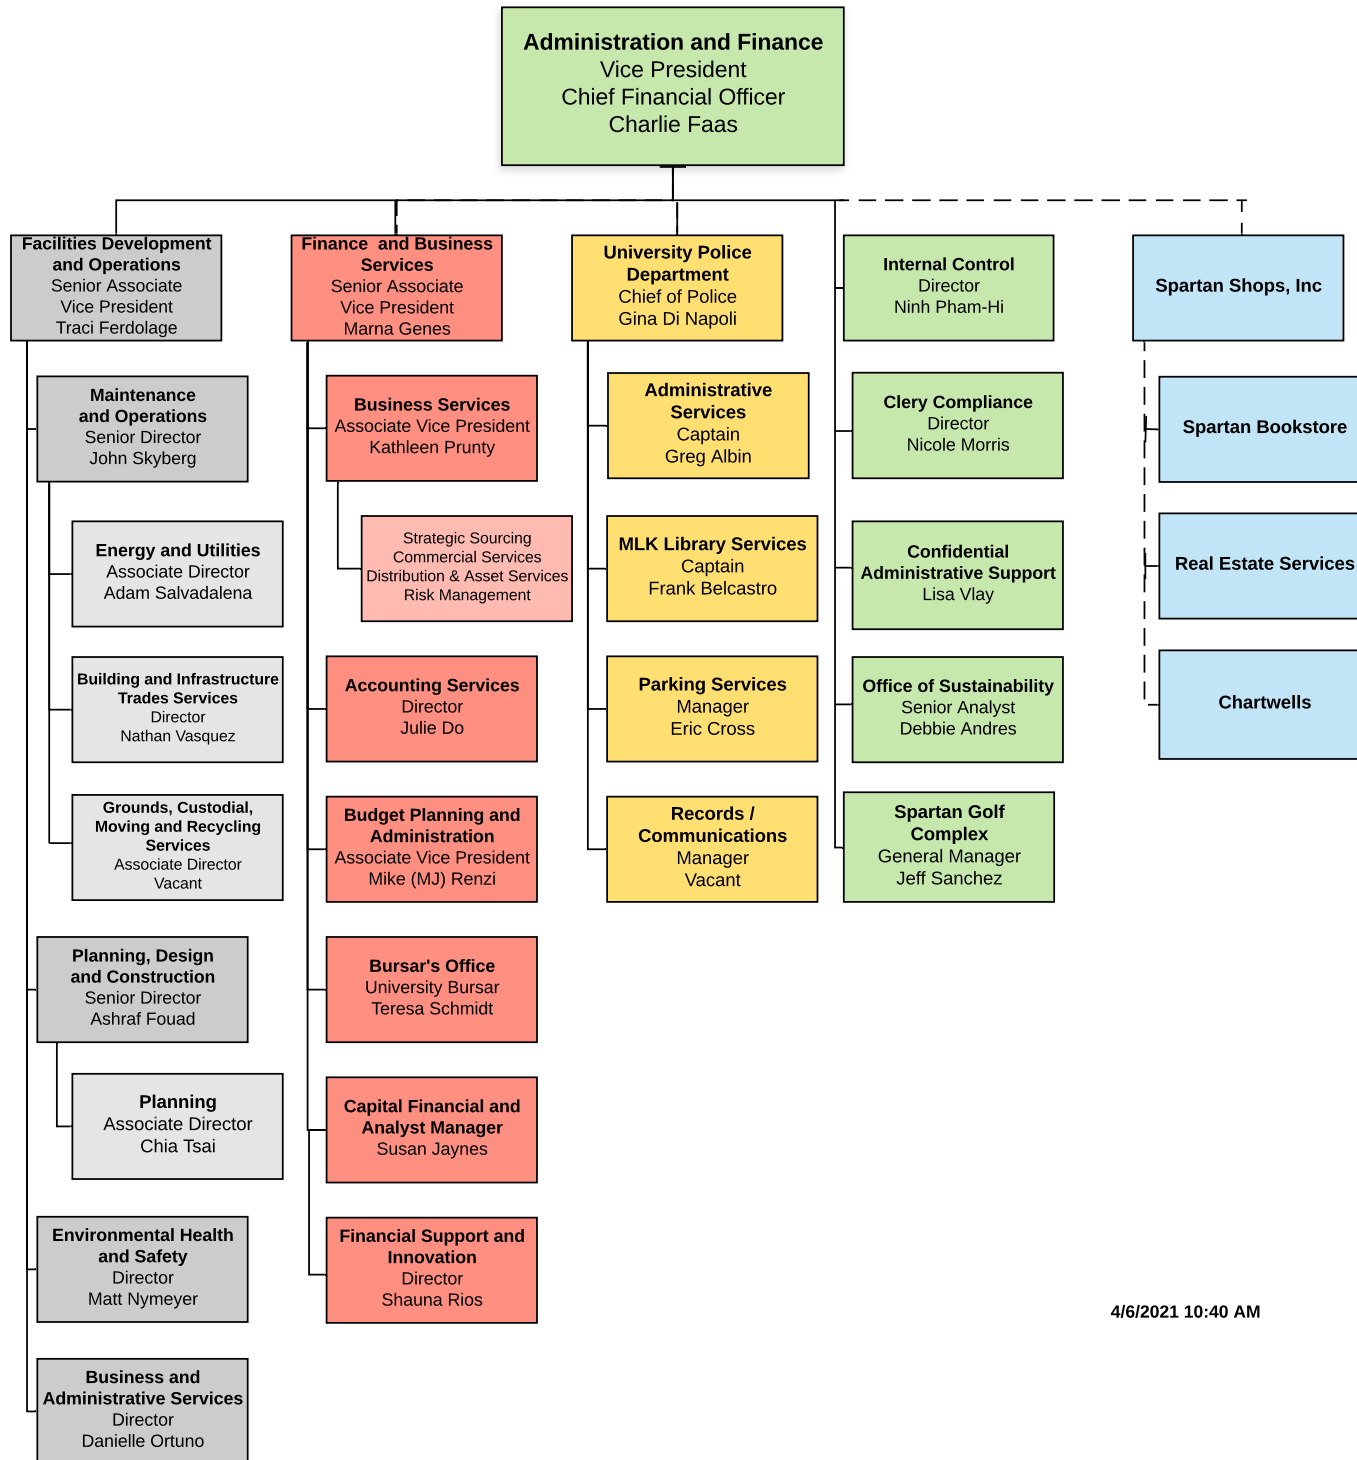 Administration and Finance
Vice President
Chief Financial Officer
Charlie Faas
Facilities Development
and Operations
Senior Associate
Vice President
Traci Ferdolage
Maintenance
and Operations
Senior Director
John Skyberg
Energy and Utilities
Associate Director
Adam Salvadalena
Building and Infrastructure
Trades Services
Director
Nathan Vasquez
Grounds, Custodial,
Moving and Recycling
Services
Associate Director
Vacant
Planning, Design
and Construction
Senior Director
Ashraf Fouad
Planning
Associate Director
Chia Tsai
Environmental Health
and Safety
Director
Matt Nymeyer
Business and
Administrative Services
Director
Danielle Ortuno
Finance and Business
Services
Senior Associate
Vice President
Marna Genes
Business Services
Associate Vice President
Kathleen Prunty
Strategic Sourcing
Commercial Services
Distribution & Asset Services
Risk Management
Accounting Services
Director
Julie Do
Budget Planning and
Administration
Associate Vice President
Mike (MJ) Renzi
Bursar's Office
University Bursar
Teresa Schmidt
Capital Financial and
Analyst Manager
Susan Jaynes
Financial Support and
Innovation
Director
Shauna Rios
University Police
Department
Chief of Police
Gina Di Napoli
Administrative
Services
Captain
Greg Albin
MLK Library Services
Captain
Frank Belcastro
Parking Services
Manager
Eric Cross
Records /
Communications
Manager
Vacant
Internal Control
Director
Ninh Pham-Hi
Clery Compliance
Director
Nicole Morris
Confidential
Administrative Support
Lisa Vlay
Office of Sustainability
Senior Analyst
Debbie Andres
Spartan Golf
Complex
General Manager
Jeff Sanchez
Spartan Shops, Inc
Spartan Bookstore
Real Estate Services
Chartwells
4/6/2021 10:40 AM